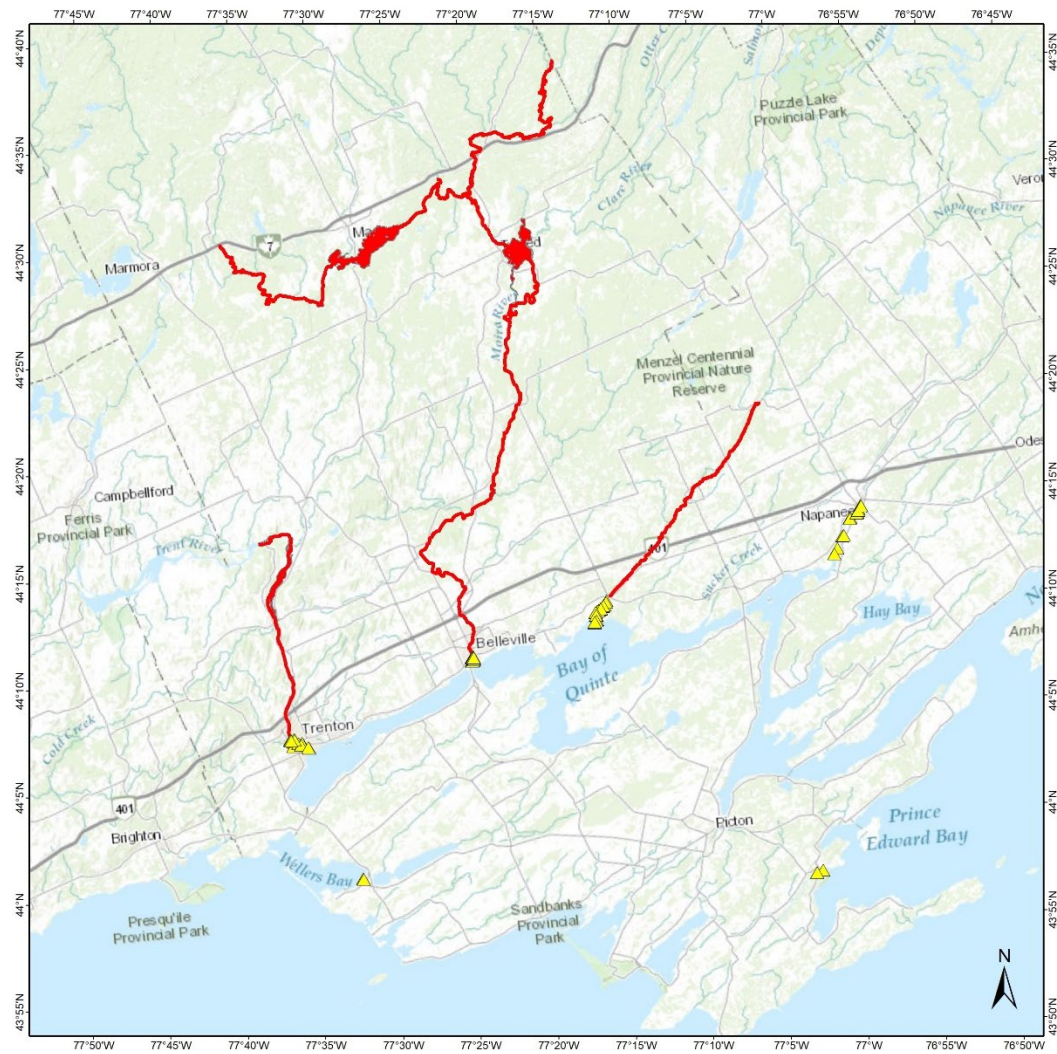 77°45'W 77°40'W 77°35'W 77°25'W 77°20'W 77°15'W 77°10'W 77°5'W 77°W 76°55'W 76°50'W 76°45'W
44°40'N
44°35'N
44°30'N
44°25'N
44°20'N
44°15'N
44°10'N
44°5'N
44°N
43°55'N
Puzzle Lake
Provincial Park
Clare River
Napanee River
7
Marmora
Moira River
Menzel Centennial
Provincial Nature
Reserve
Campbellford
Ferris
Provincial Park
Trent River
401
Napanee
Sucker Creek
Hay Bay
Belleville
Bay of
Quinte
Cold Creek
Trenton
401
Brighton
Picton
Prince
Edward Bay
Wellers Bay
Presqu'ile
Provincial Park
Sandbanks
Provincial
Park
N
44°35'N
44°30'N
44°25'N
44°20'N
44°15'N
44°10'N
44°5'N
44°N
43°55'N
43°50'N
77°50'W 77°45'W 77°40'W 77°30'W 77°25'W 77°20'W 77°15'W 77°10'W 77°5'W 77°W 76°55'W 76°50'W